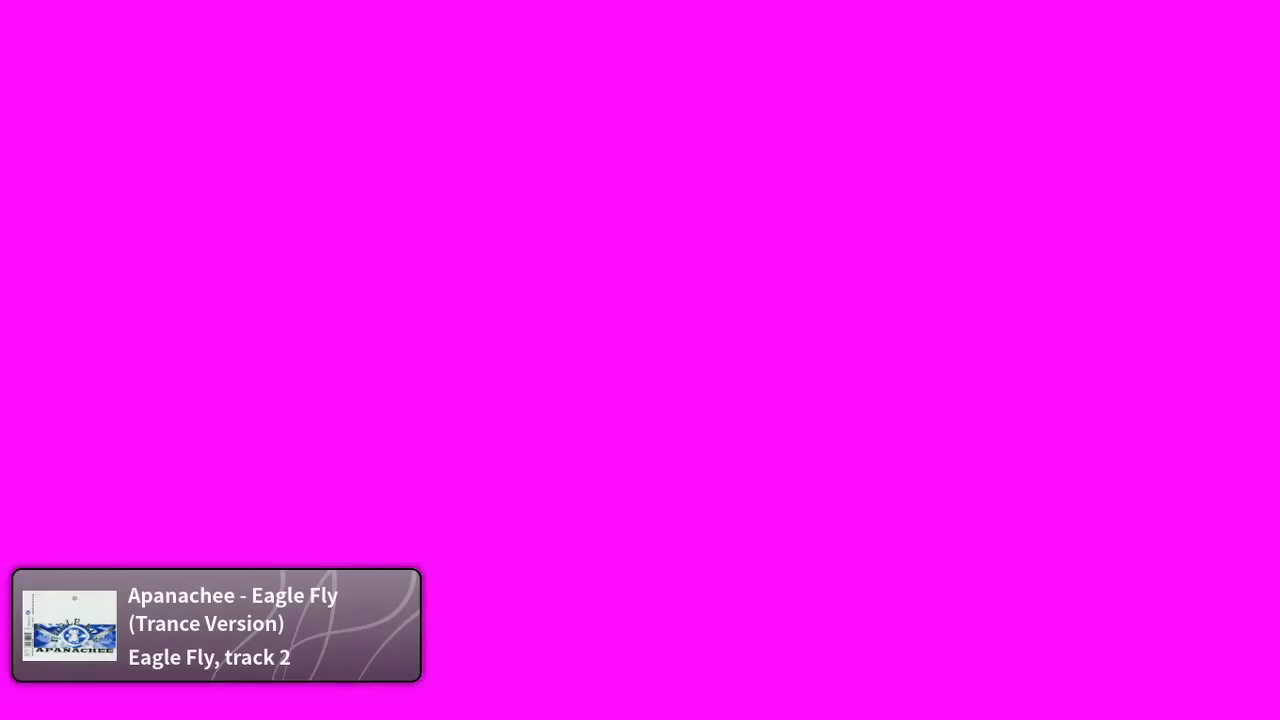 Apanachee - Eagle Fly
(Trance Version)
Eagle Fly, track 2
APANACHEE